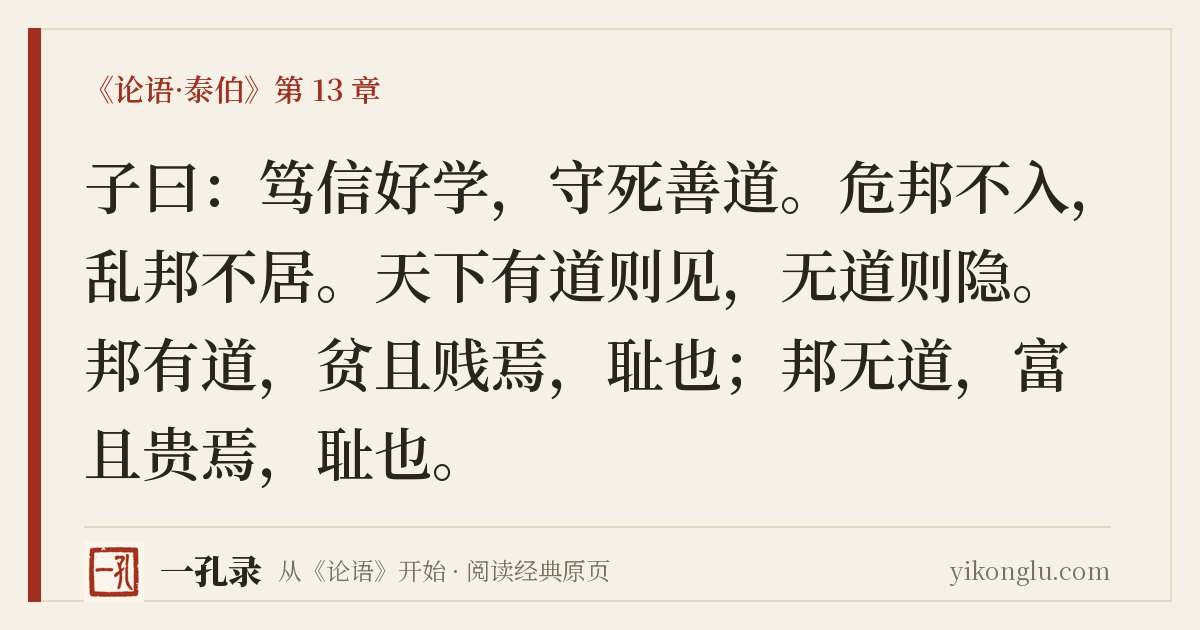 《论语·泰伯》第 13 章
子曰：笃信好学，守死善道。危邦不入，
乱邦不居。天下有道则见，无道则隐。
邦有道，贫且贱焉，耻也；邦无道，富
且贵焉，耻也。
一孔 一孔录 从《论语》开始 · 阅读经典原页 yikonglu.com